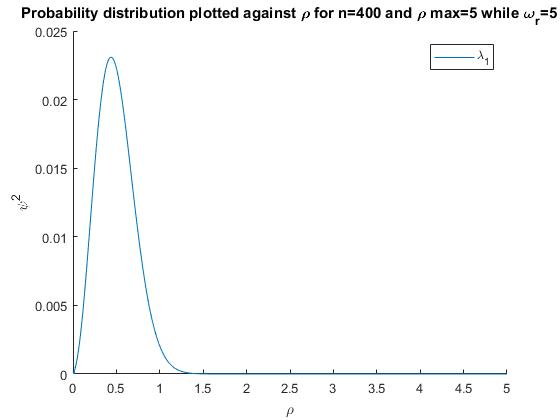 Probability distribution plotted against ρ for n=400 and ρ max=5 while ω_r=5
0.025
0.02
0.015
0.01
0.005
0
ψ²
λ₁
0 0.5 1 1.5 2 2.5 3 3.5 4 4.5 5
ρ